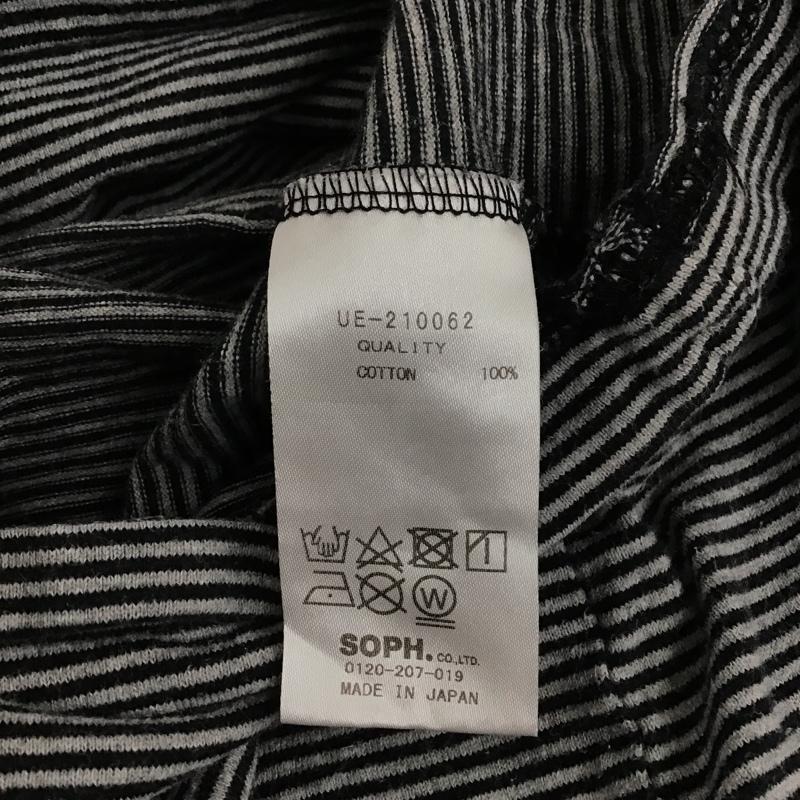 UE-210062
QUALITY
COTTON 100%
W
SOPH.CO.,LTD.
0120-207-019
MADE IN JAPAN